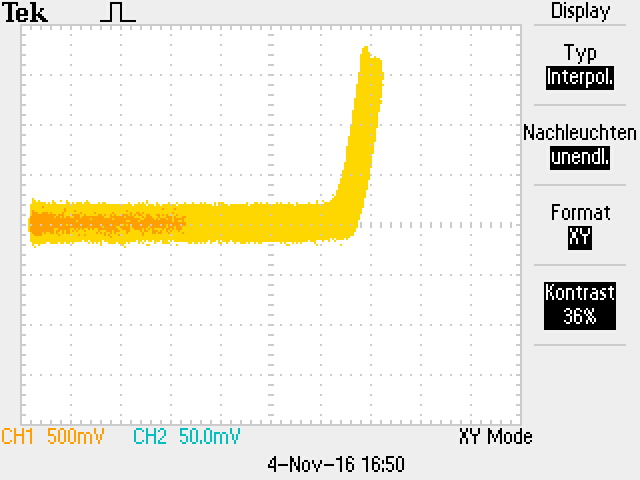 Tek
Display
Typ
Interpol.
Nachleuchten
unendl.
Format
XY
Kontrast
36%
CH1 500mV CH2 50.0mV XY Mode
4-Nov-16 16:50